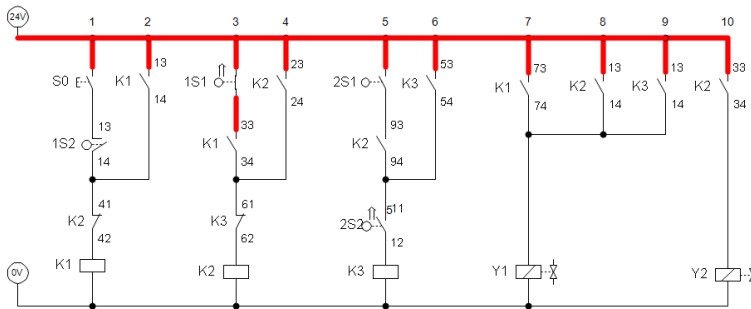 24V
1 2 3 4 5 6 7 8 9 10
13 23 53 73 13 13 33
S0 K1 1S1 K2 2S1 K3 K1 K2 K3 K2
14 24 54 74 14 14 34
13 33 93
1S2 K1 K2
14 34 94
41 61 11
K2 K3 2S2
42 62 12
0V K1 K2 K3 Y1 Y2